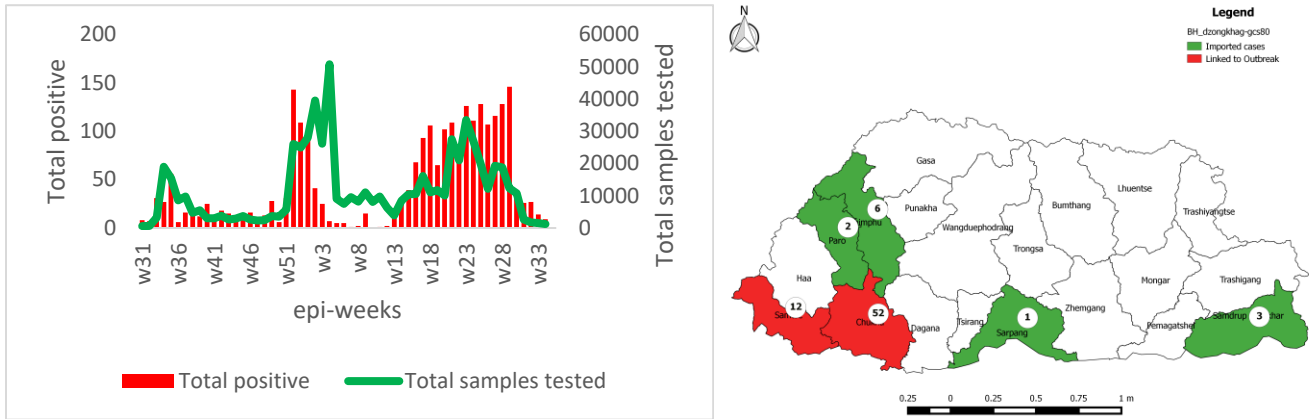 200
150
100
50
0
Total positive
60000
50000
40000
30000
20000
10000
0
Total samples tested
w31
w36
w41
w46
w51
w3
w8
w13
w18
w23
w28
w33
epi-weeks
Total positive
Total samples tested
N
Legend
BH_dzongkhag-gcs80
Imported cases
Linked to Outbreak
Gasa
Punakha
6
2
Paro
Wangduephodrang
Bumthang
Lhuentse
Trashiyangtse
Trongsa
Haa
Mongar
Trashigang
12
52
Dagana
Tsirang
1
Sarpang
Zhemgang
Pemagatshel
Samdrup
3
0.25 0 0.25 0.5 0.75 1 m